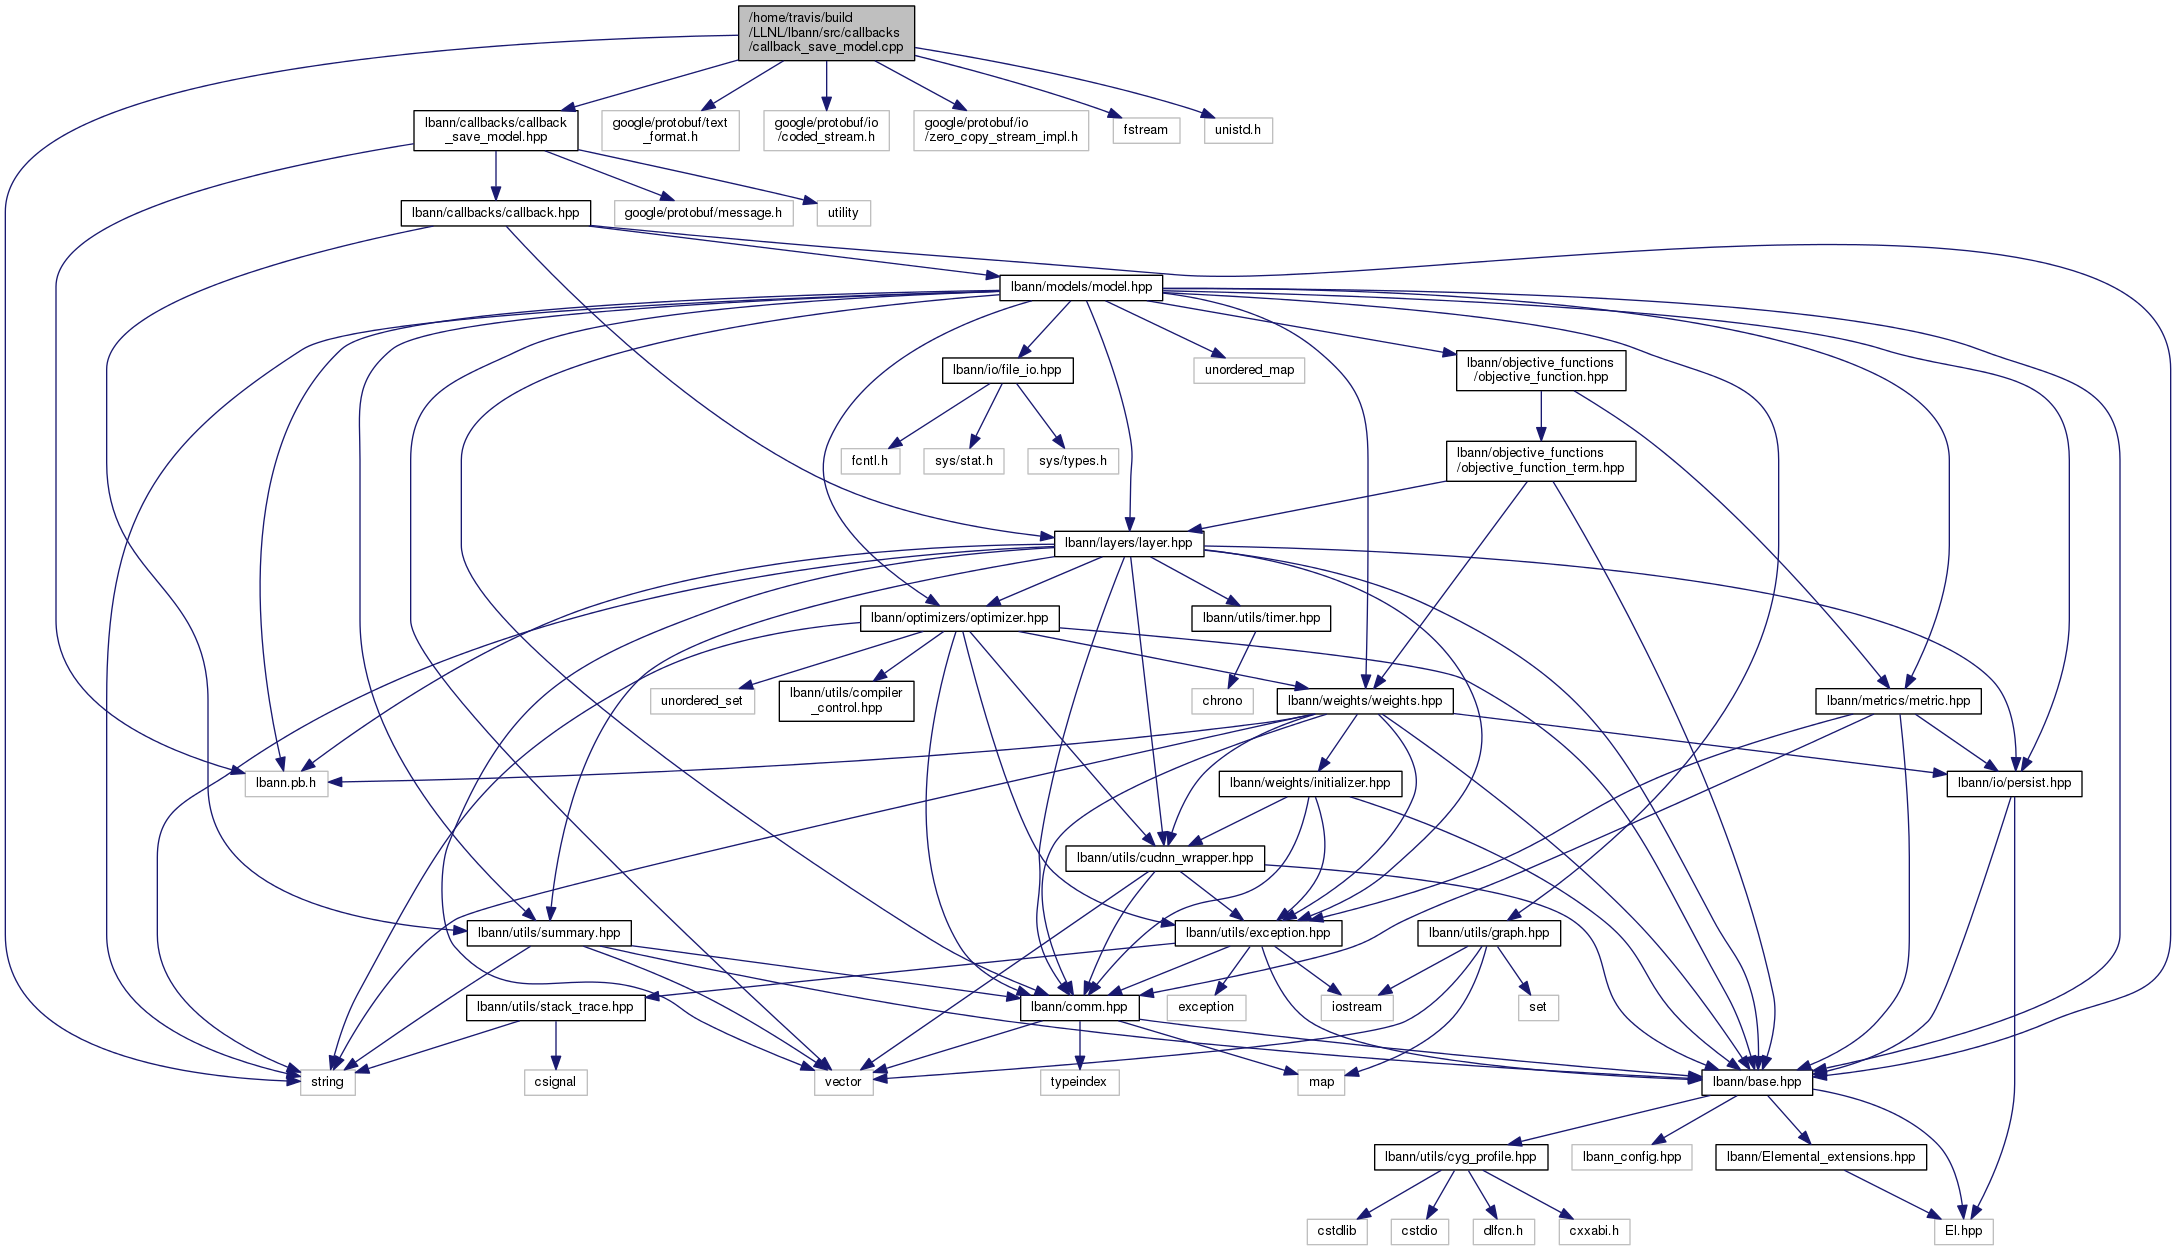 /home/travis/build
/LLNL/lbann/src/callbacks
/callback_save_model.cpp
lbann/callbacks/callback
_save_model.hpp
google/protobuf/text
_format.h
google/protobuf/io
/coded_stream.h
google/protobuf/io
/zero_copy_stream_impl.h
fstream
unistd.h
lbann/callbacks/callback.hpp
google/protobuf/message.h
utility
lbann/models/model.hpp
lbann/io/file_io.hpp
unordered_map
lbann/objective_functions
/objective_function.hpp
fcntl.h
sys/stat.h
sys/types.h
lbann/objective_functions
/objective_function_term.hpp
lbann/layers/layer.hpp
lbann/optimizers/optimizer.hpp
lbann/utils/timer.hpp
unordered_set
lbann/utils/compiler
_control.hpp
chrono
lbann/weights/weights.hpp
lbann/metrics/metric.hpp
lbann.pb.h
lbann/weights/initializer.hpp
lbann/io/persist.hpp
lbann/utils/cudnn_wrapper.hpp
lbann/utils/summary.hpp
lbann/utils/exception.hpp
lbann/utils/graph.hpp
lbann/utils/stack_trace.hpp
lbann/comm.hpp
exception
iostream
set
string
csignal
vector
typeindex
map
lbann/base.hpp
lbann/utils/cyg_profile.hpp
lbann_config.hpp
lbann/Elemental_extensions.hpp
cstdlib
cstdio
dlfcn.h
cxxabi.h
El.hpp